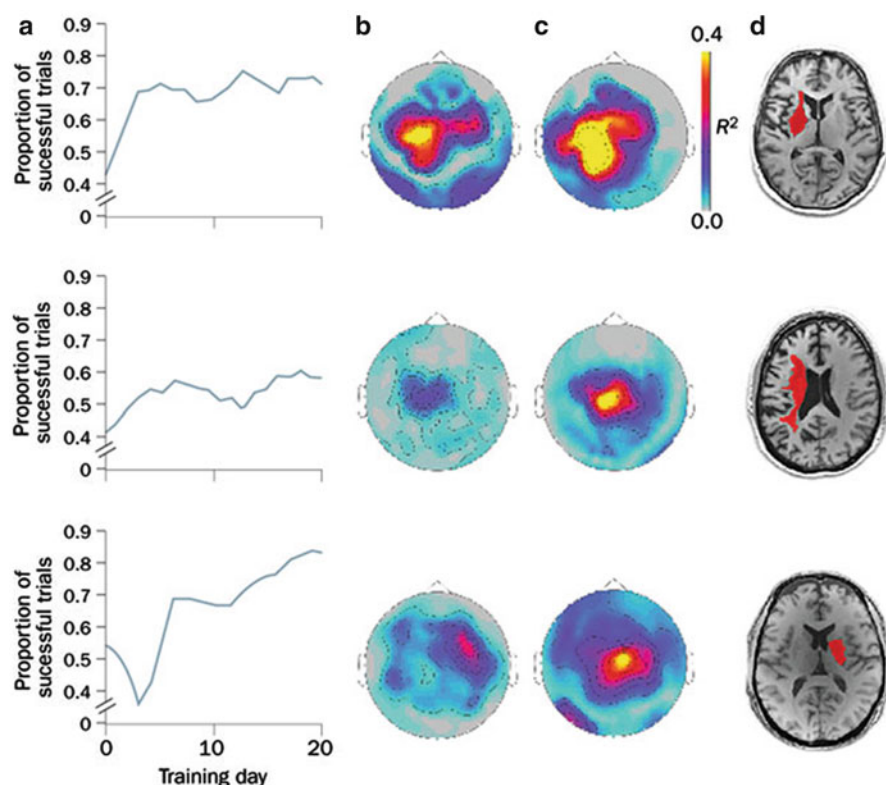 a
b
c
d
0.9
0.8
0.7
0.6
0.5
0.4
0
Proportion of
sucessful trials
0.4
R²
0.0
0.9
0.8
0.7
0.6
0.5
0.4
0
Proportion of
sucessful trials
0.9
0.8
0.7
0.6
0.5
0.4
0
Proportion of
sucessful trials
0
10
20
Training day